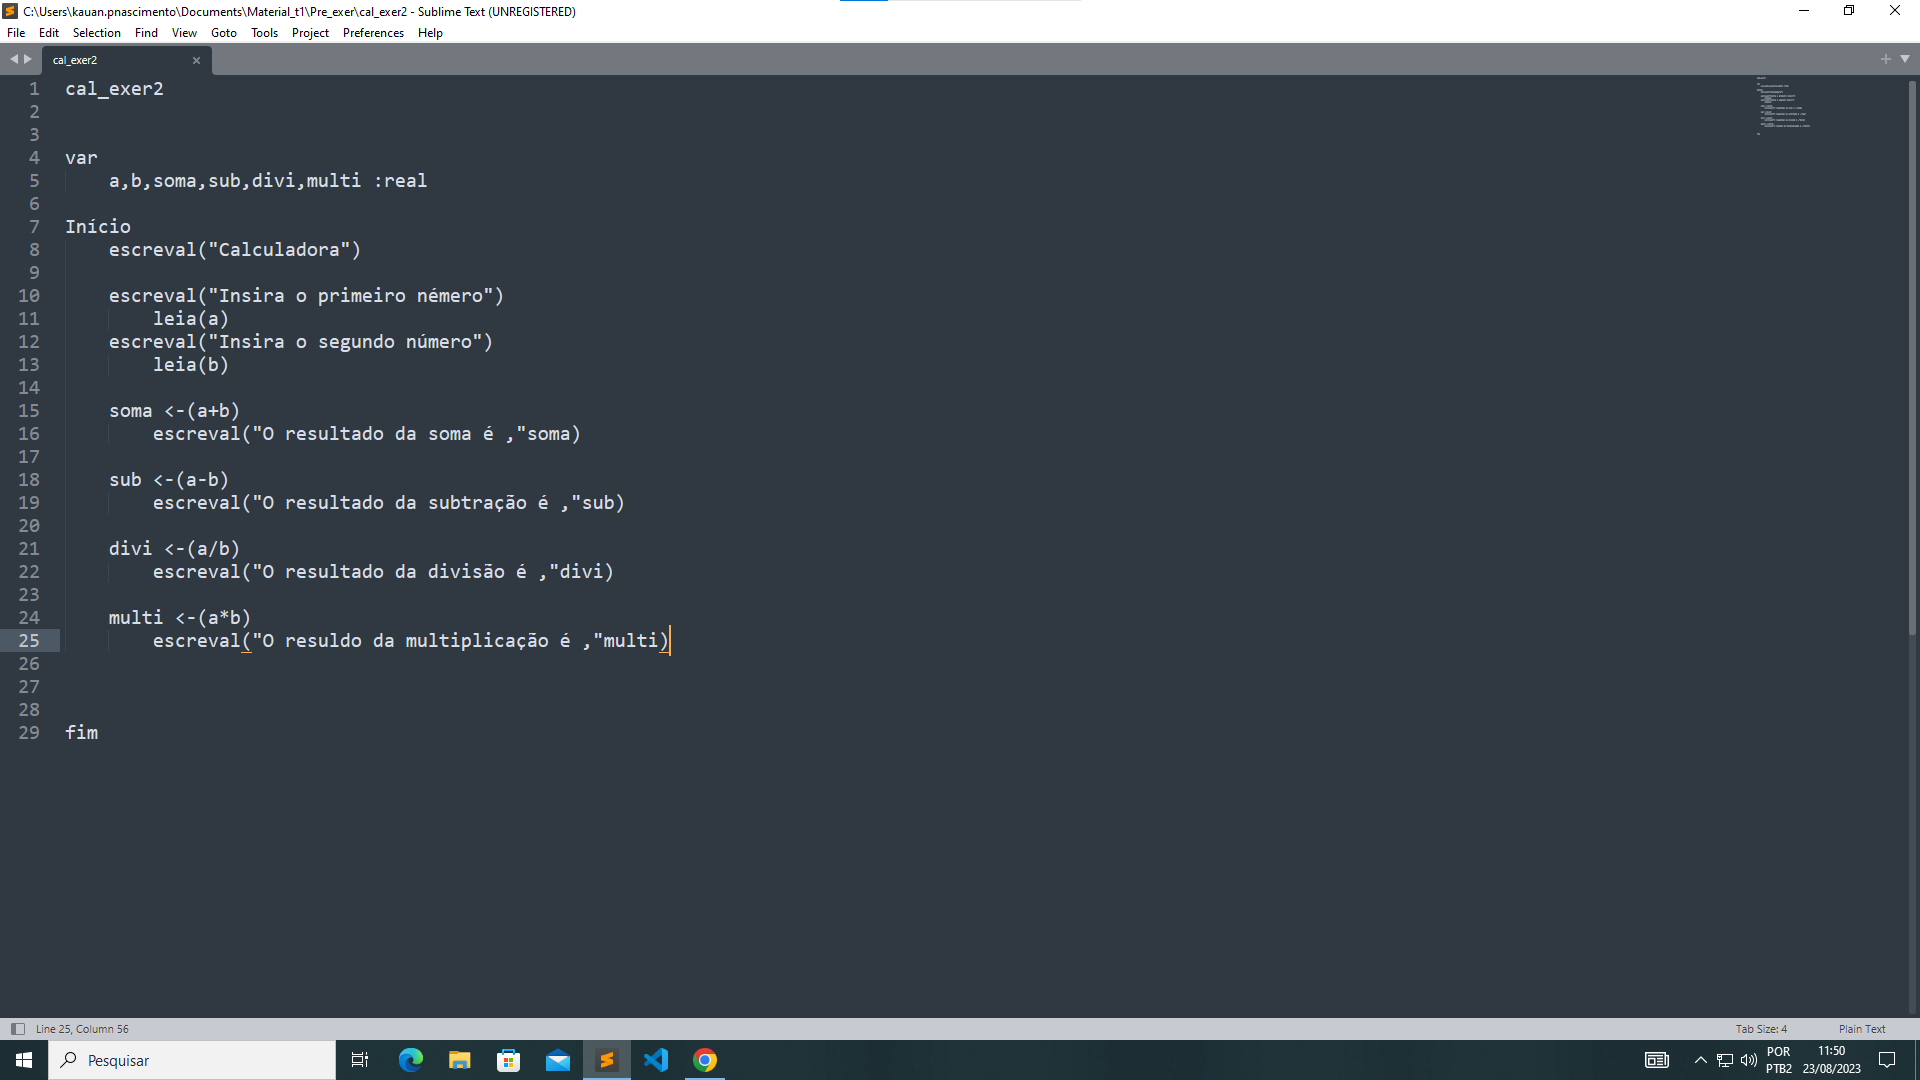 C:\Users\kauan.pnascimento\Documents\Material_t1\Pre_exer\cal_exer2 - Sublime Text (UNREGISTERED)
File Edit Selection Find View Goto Tools Project Preferences Help
cal_exer2
1 cal_exer2
2
3
4 var
5 a,b,soma,sub,divi,multi :real
6
7 Início
8 escreval("Calculadora")
9
10 escreval("Insira o primeiro némero")
11 leia(a)
12 escreval("Insira o segundo número")
13 leia(b)
14
15 soma <-(a+b)
16 escreval("O resultado da soma é ,"soma)
17
18 sub <-(a-b)
19 escreval("O resultado da subtração é ,"sub)
20
21 divi <-(a/b)
22 escreval("O resultado da divisão é ,"divi)
23
24 multi <-(a*b)
25 escreval("O resuldo da multiplicação é ,"multi)
26
27
28
29 fim
Line 25, Column 56
Tab Size: 4
Plain Text
Pesquisar
POR
PTB2
11:50
23/08/2023